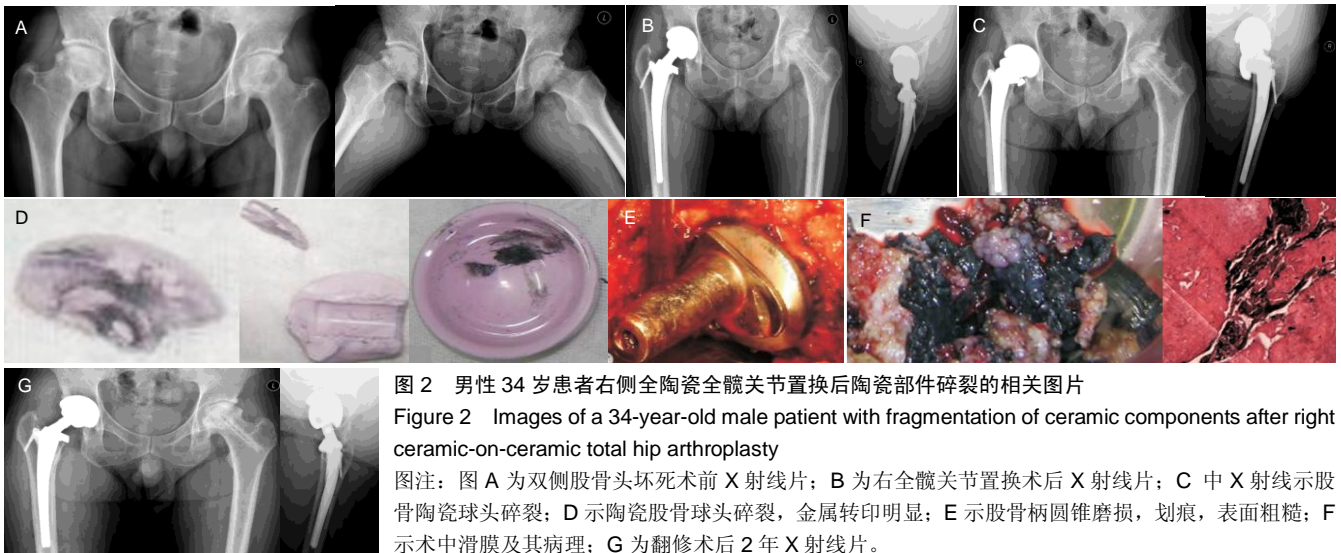 A
B
C
D
E
F
G
图 2 男性 34 岁患者右侧全陶瓷全髋关节置换后陶瓷部件碎裂的相关图片
Figure 2 Images of a 34-year-old male patient with fragmentation of ceramic components after right
ceramic-on-ceramic total hip arthroplasty
图注：图 A 为双侧股骨头坏死术前 X 射线片；B 为右全髋关节置换术后 X 射线片；C 中 X 射线示股
骨陶瓷球头碎裂；D 示陶瓷股骨球头碎裂，金属转印明显；E 示股骨柄圆锥磨损，划痕，表面粗糙；F
示术中滑膜及其病理；G 为翻修术后 2 年 X 射线片。